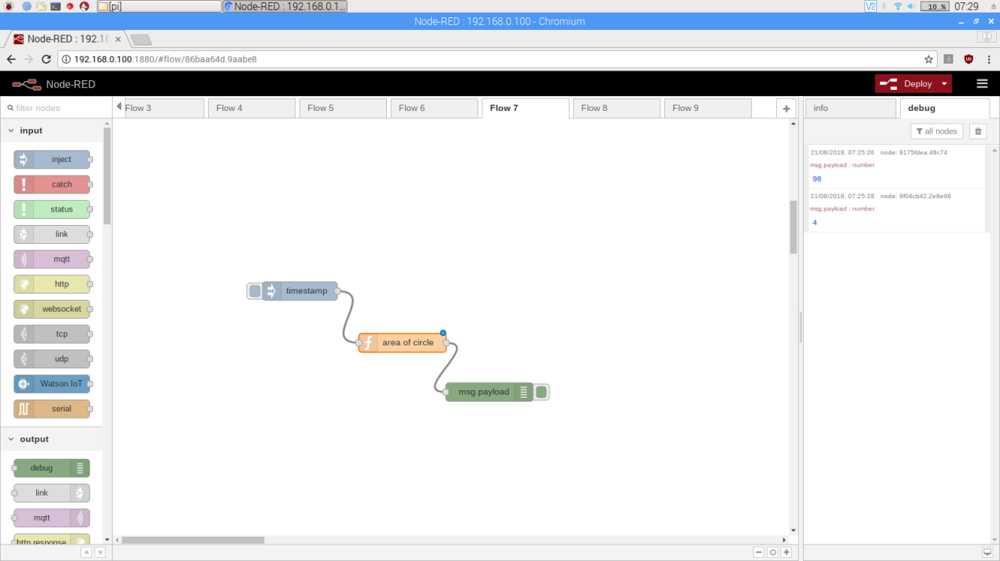 [pi]
Node-RED : 192.168.0.1...
10 %
07:29
Node-RED : 192.168.0.100 - Chromium
Node-RED : 192.16
192.168.0.100:1880/#flow/86baa64d.9aabe8
Node-RED
Deploy
filter nodes
Flow 3
Flow 4
Flow 5
Flow 6
Flow 7
Flow 8
Flow 9
info
debug
all nodes
input
inject
catch
status
link
mqtt
http
websocket
tcp
udp
Watson IoT
serial
output
debug
link
mqtt
http response
timestamp
area of circle
msg.payload
21/08/2018, 07:25:26 node: 9175fdea.48c74
msg.payload : number
98
21/08/2018, 07:25:28 node: 9f04cb42.2e8e98
msg.payload : number
4